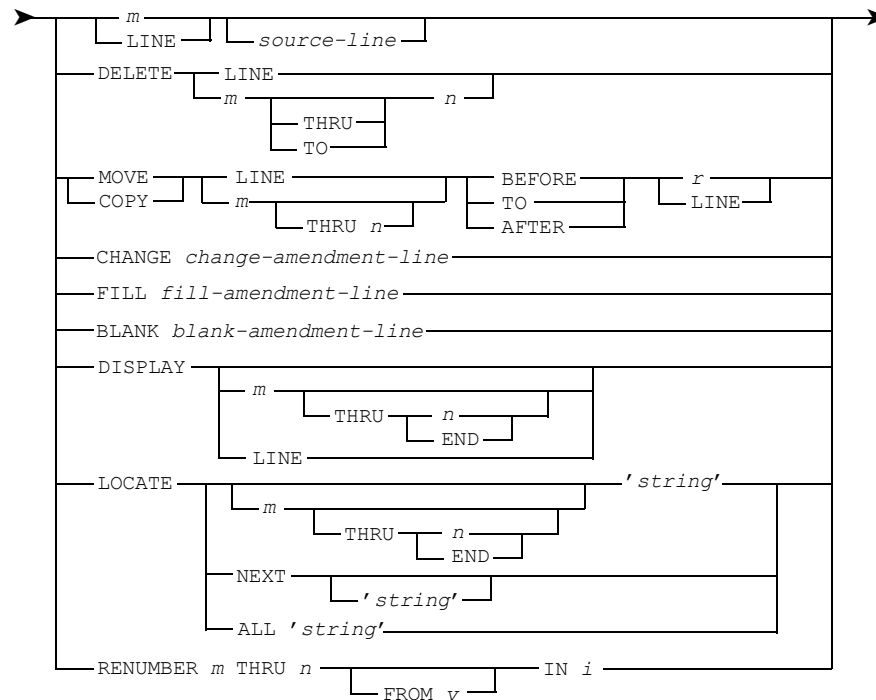 m
LINE source-line
DELETE LINE
m n
THRU
TO
MOVE LINE BEFORE r
COPY m TO LINE
THRU n AFTER
CHANGE change-amendment-line
FILL fill-amendment-line
BLANK blank-amendment-line
DISPLAY
m
THRU n
END
LINE
LOCATE 'string'
m
THRU n
END
NEXT
'string'
ALL 'string'
RENUMBER m THRU n IN i
FROM v